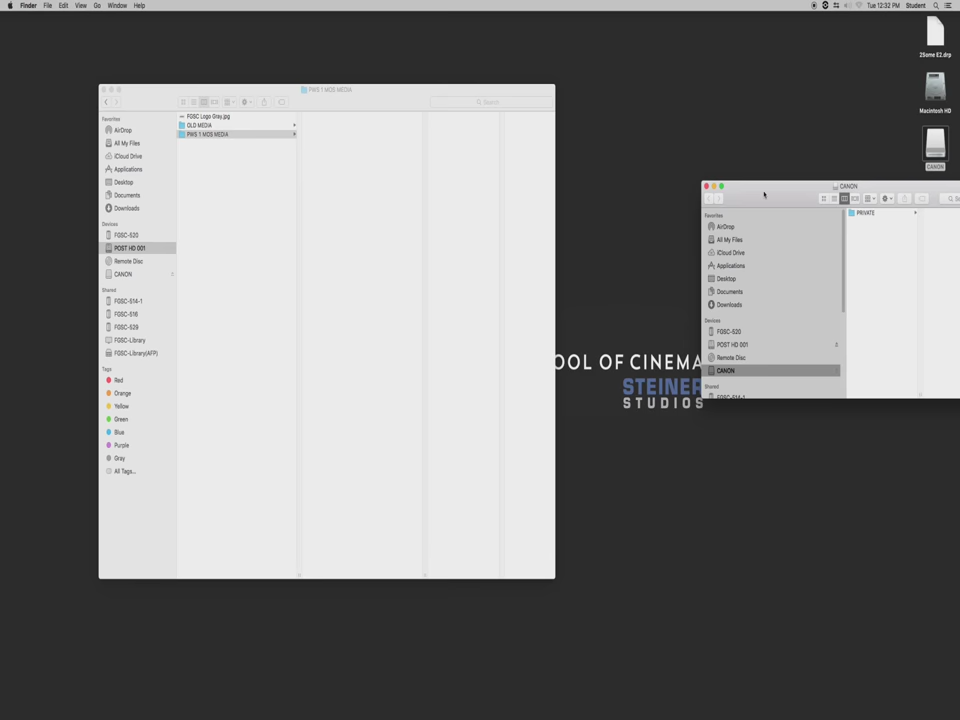 Finder File Edit View Go Window Help
Tue 12:32 PM Student
2Some E2.drp
Macintosh HD
CANON
PWS 1 MOS MEDIA
Search
Favorites
AirDrop
All My Files
iCloud Drive
Applications
Desktop
Documents
Downloads
Devices
FGSC-520
POST HD 001
Remote Disc
CANON
Shared
FGSC-514-1
FGSC-516
FGSC-529
FGSC-Library
FGSC-Library(AFP)
Tags
Red
Orange
Yellow
Green
Blue
Purple
Gray
All Tags...
FGSC Logo Gray.jpg
OLD MEDIA
PWS 1 MOS MEDIA
CANON
Se
Favorites
AirDrop
All My Files
iCloud Drive
Applications
Desktop
Documents
Downloads
Devices
FGSC-520
POST HD 001
Remote Disc
CANON
Shared
FGSC-514-1
PRIVATE
OOL OF CINEMA
STEINER
STUDIOS